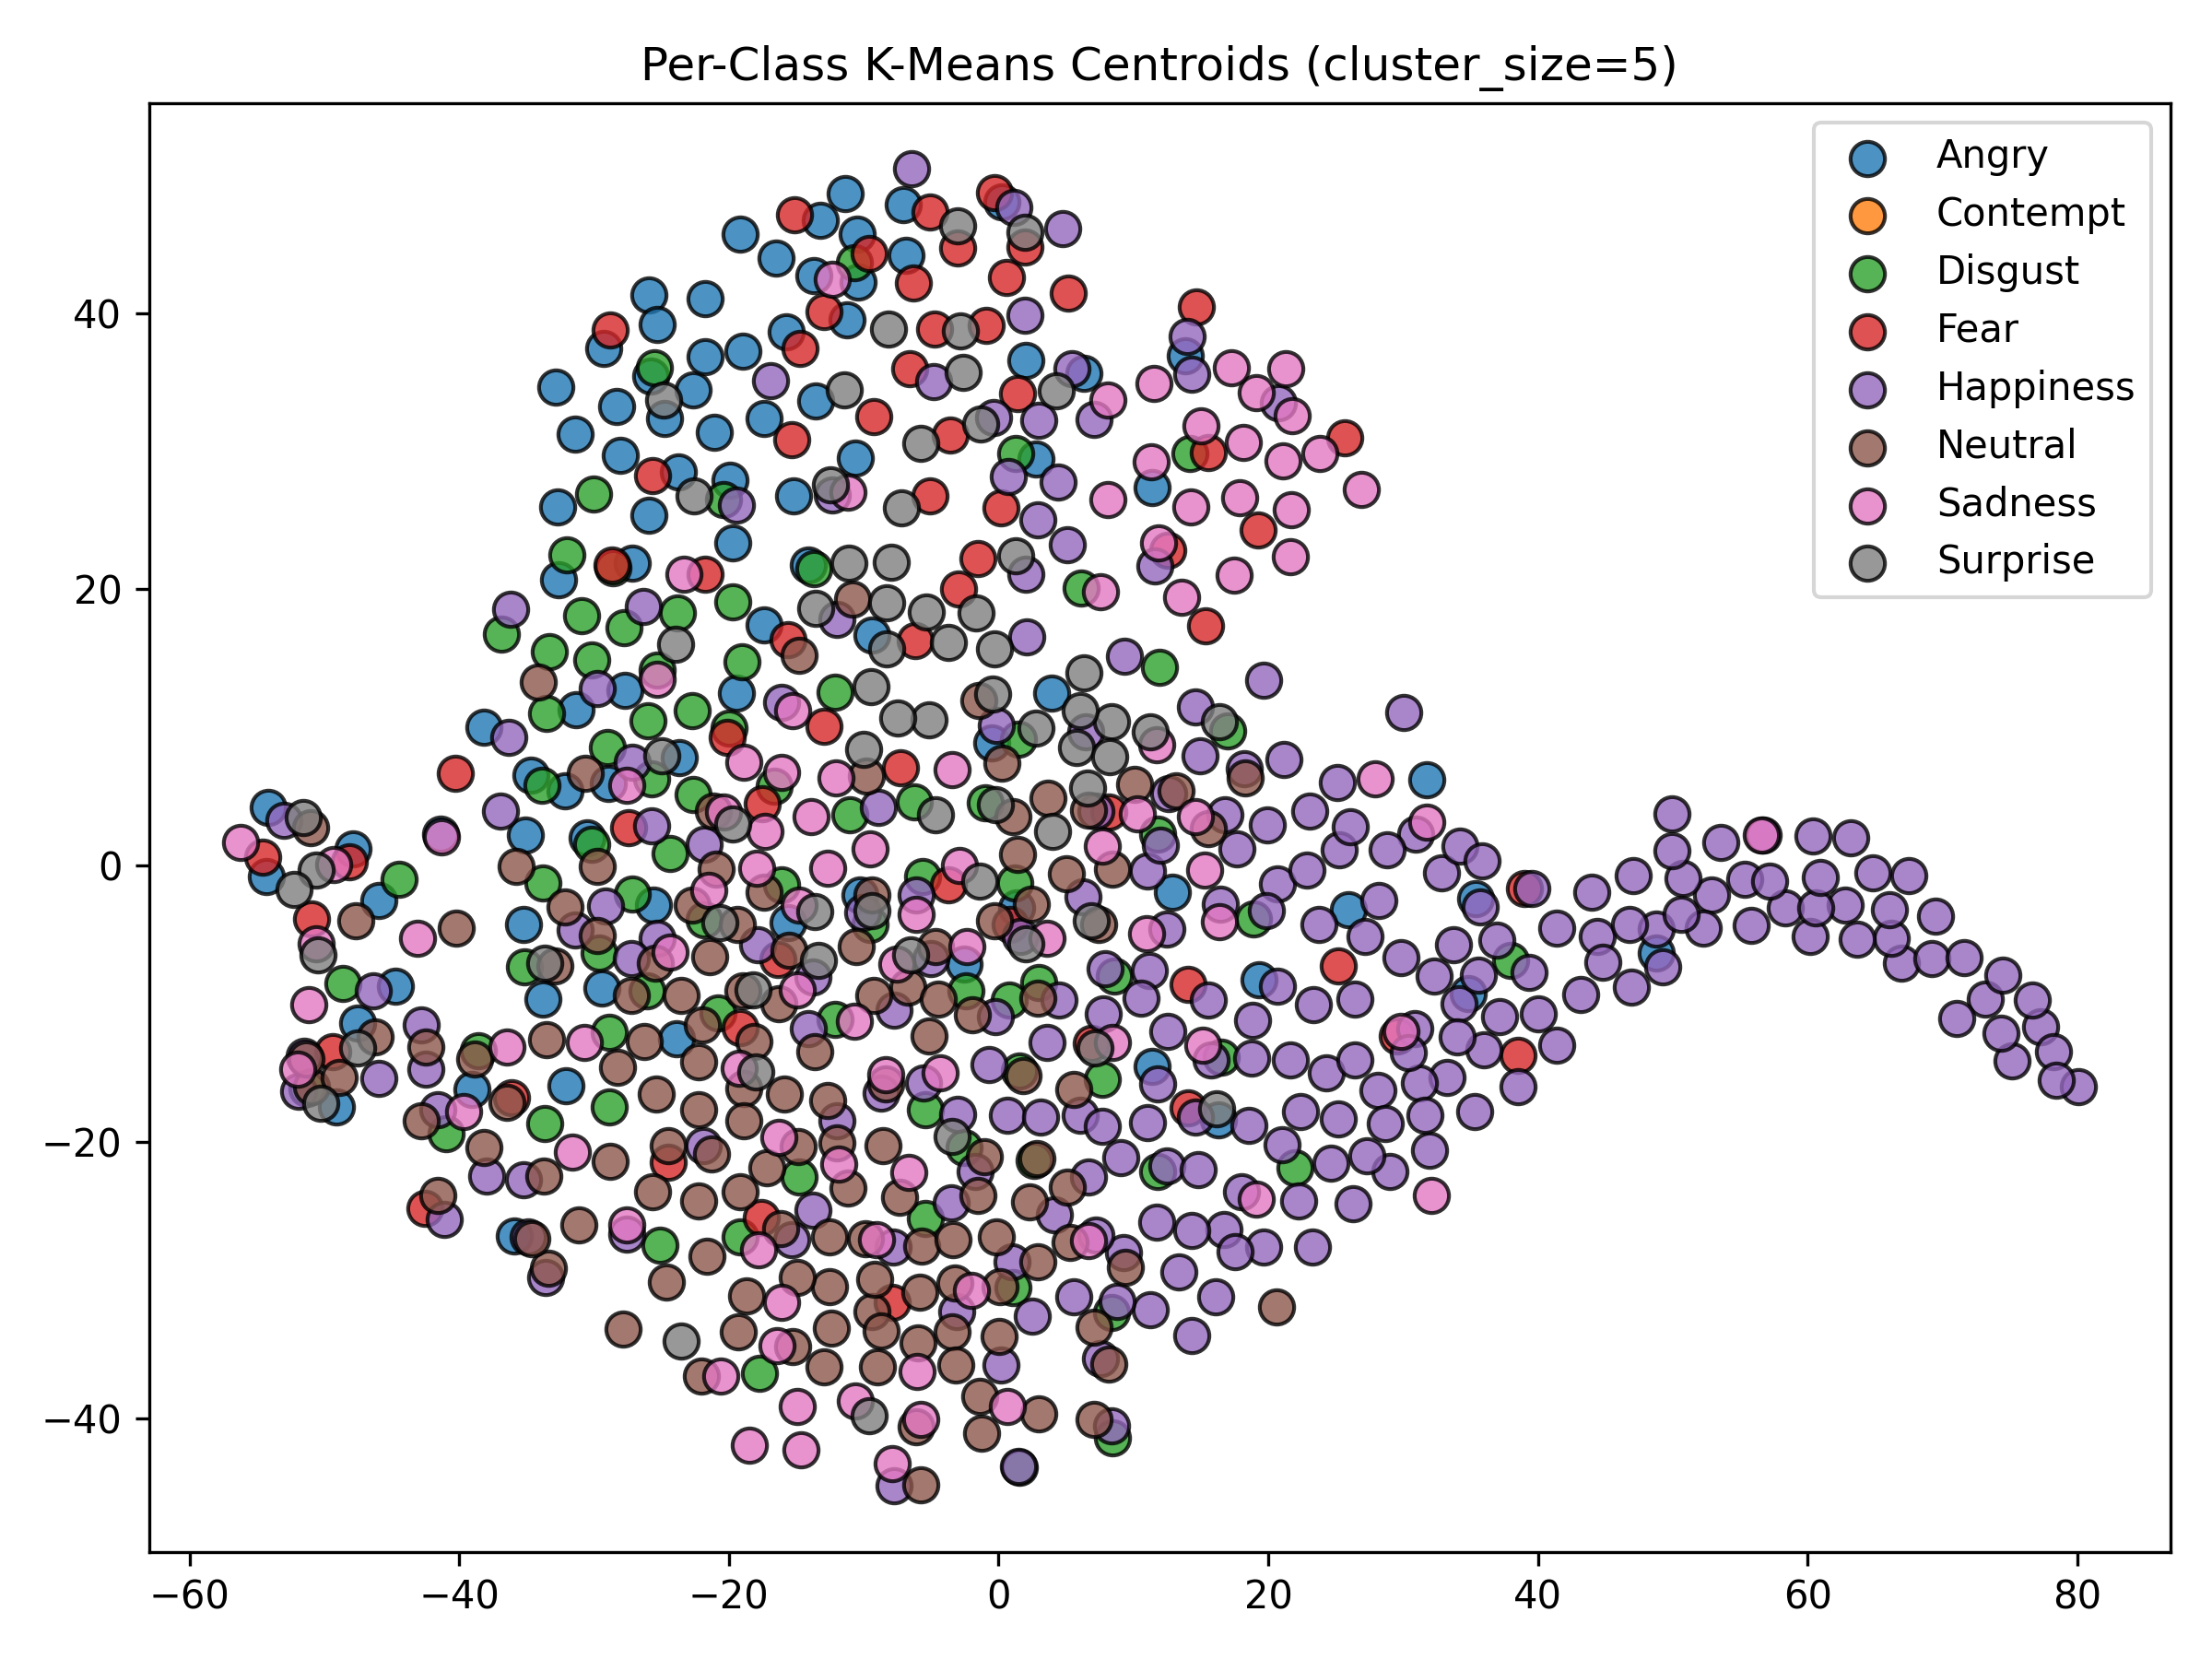 Per-Class K-Means Centroids (cluster_size=5)
Angry
Contempt
Disgust
Fear
Happiness
Neutral
Sadness
Surprise
40
20
0
−20
−40
−60
−40
−20
0
20
40
60
80